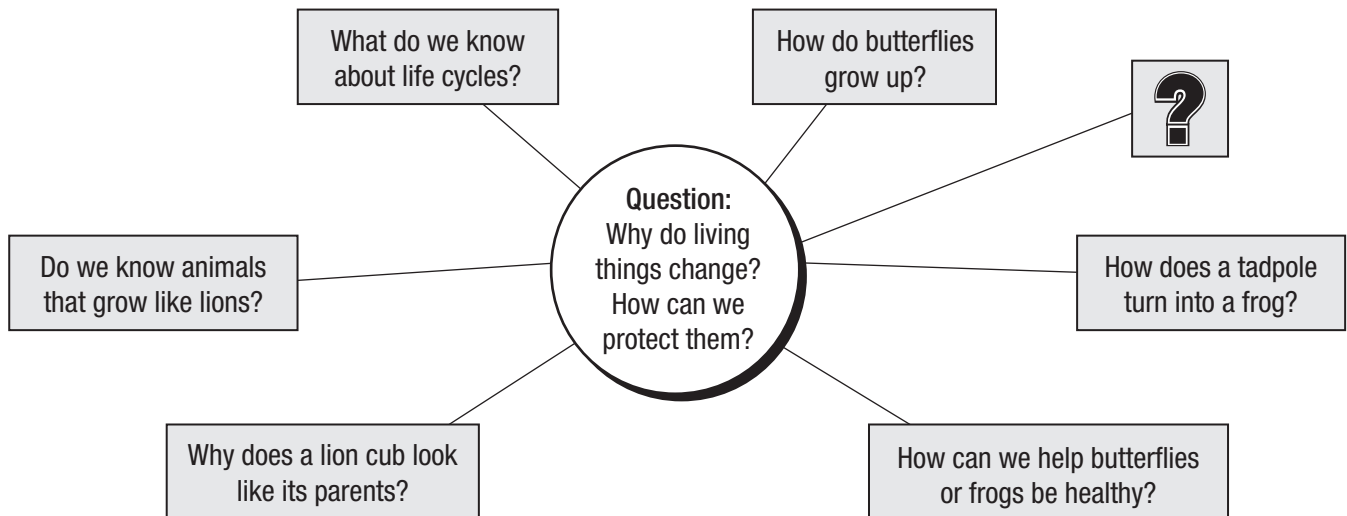 What do we know
about life cycles?
How do butterflies
grow up?
?
Question:
Why do living
things change?
How can we
protect them?
Do we know animals
that grow like lions?
How does a tadpole
turn into a frog?
Why does a lion cub look
like its parents?
How can we help butterflies
or frogs be healthy?